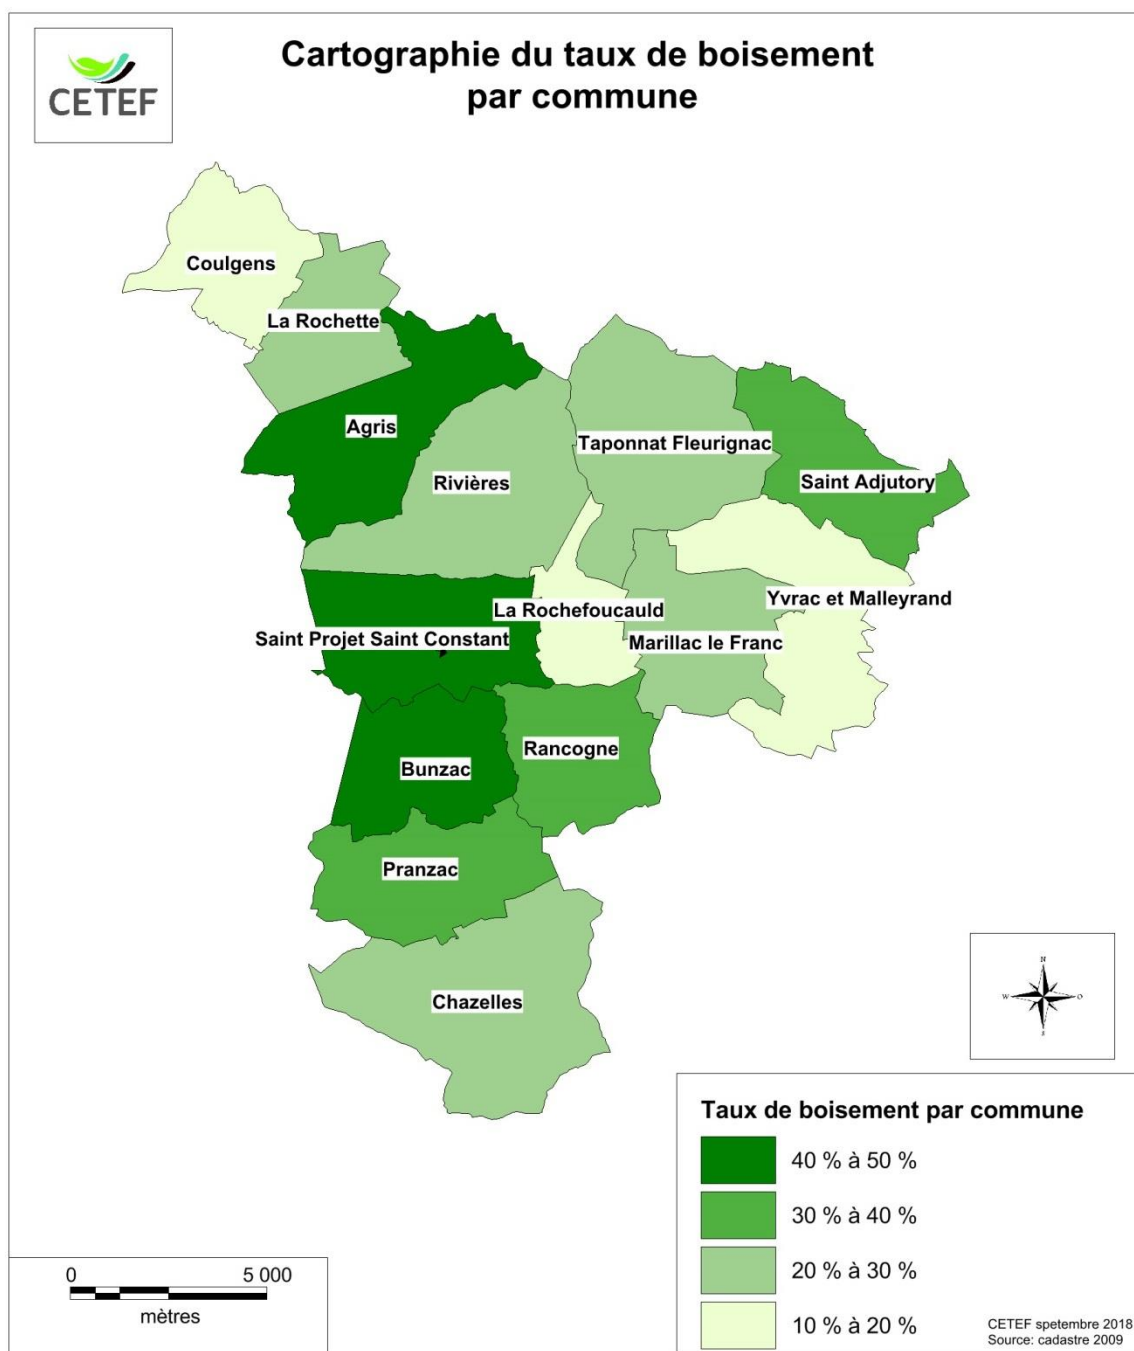 CETEF
Cartographie du taux de boisement
par commune
Coulgens
La Rochette
Agris
Taponnat Fleurignac
Rivières
Saint Adjutory
Yvrac et Malleyrand
La Rochefoucauld
Saint Projet Saint Constant
Marillac le Franc
Rancogne
Bunzac
Pranzac
Chazelles
N
W
O
S
Taux de boisement par commune
40 % à 50 %
30 % à 40 %
20 % à 30 %
10 % à 20 %
0 5 000
mètres
CETEF spetembre 2018
Source: cadastre 2009